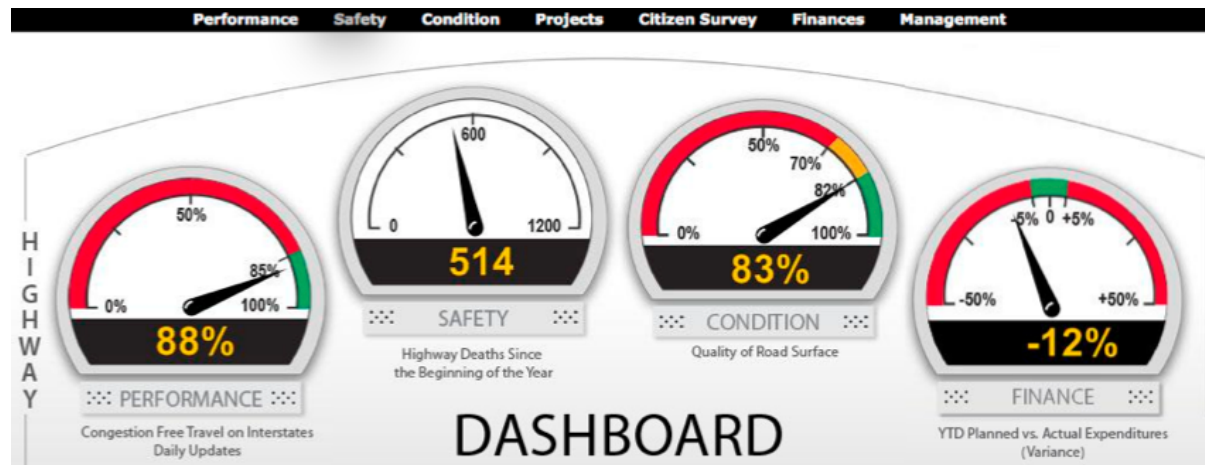 Performance Safety Condition Projects Citizen Survey Finances Management
HIGHWAY
0%
50%
85%
100%
88%
PERFORMANCE
Congestion Free Travel on Interstates
Daily Updates
0
600
1200
514
SAFETY
Highway Deaths Since
the Beginning of the Year
0%
50%
70%
82%
100%
83%
CONDITION
Quality of Road Surface
-50%
-5%
0
+5%
+50%
-12%
FINANCE
YTD Planned vs. Actual Expenditures
(Variance)
DASHBOARD